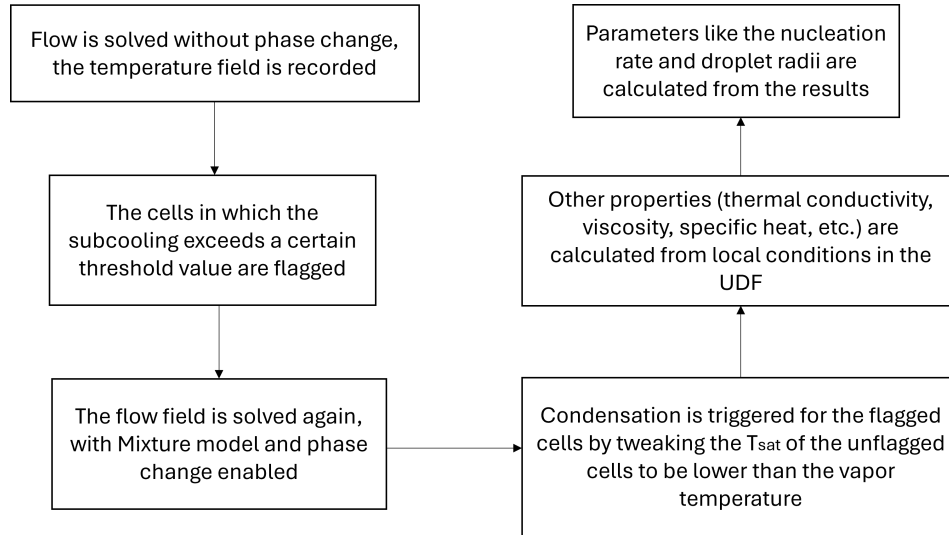 Flow is solved without phase change,
the temperature field is recorded
The cells in which the
subcooling exceeds a certain
threshold value are flagged
The flow field is solved again,
with Mixture model and phase
change enabled
Condensation is triggered for the flagged
cells by tweaking the Tsat of the unflagged
cells to be lower than the vapor
temperature
Other properties (thermal conductivity,
viscosity, specific heat, etc.) are
calculated from local conditions in the
UDF
Parameters like the nucleation
rate and droplet radii are
calculated from the results